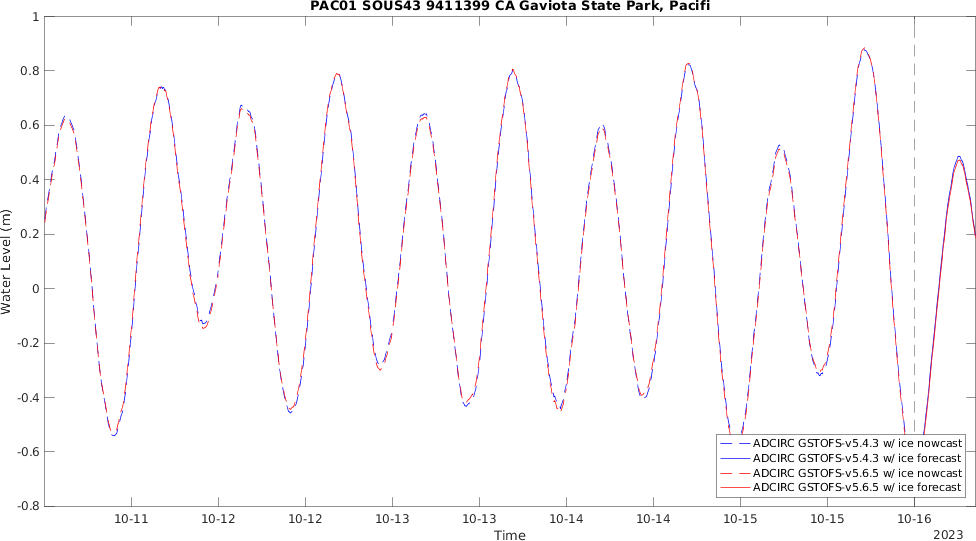 PAC01 SOUS43 9411399 CA Gaviota State Park, Pacifi
1
0.8
0.6
0.4
0.2
0
-0.2
-0.4
-0.6
-0.8
Water Level (m)
ADCIRC GSTOFS-v5.4.3 w/ ice nowcast
ADCIRC GSTOFS-v5.4.3 w/ ice forecast
ADCIRC GSTOFS-v5.6.5 w/ ice nowcast
ADCIRC GSTOFS-v5.6.5 w/ ice forecast
10-11 10-12 10-12 10-13 10-13 10-14 10-14 10-15 10-15 10-16
Time
2023